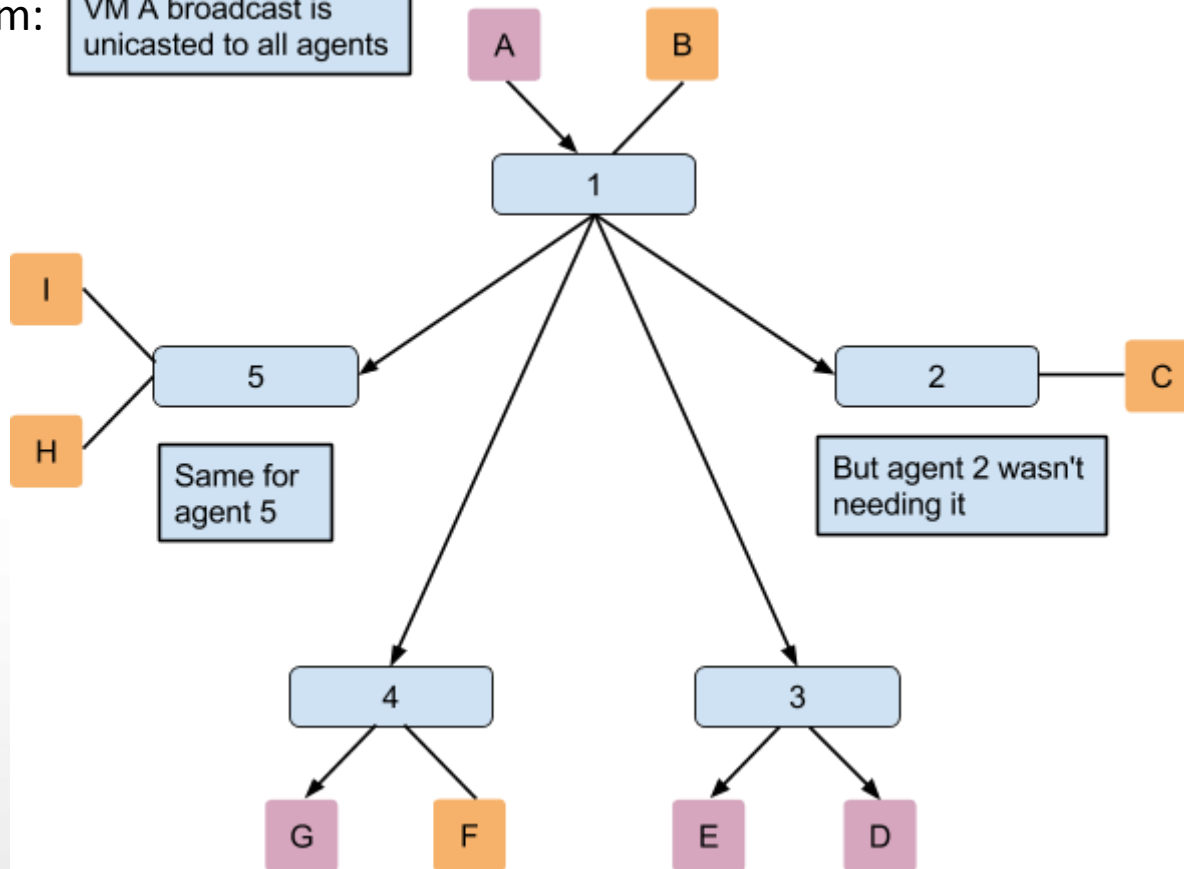 m:
VM A broadcast is
unicasted to all agents
A
B
1
I
5
2
C
H
Same for
agent 5
But agent 2 wasn't
needing it
4
3
G
F
E
D